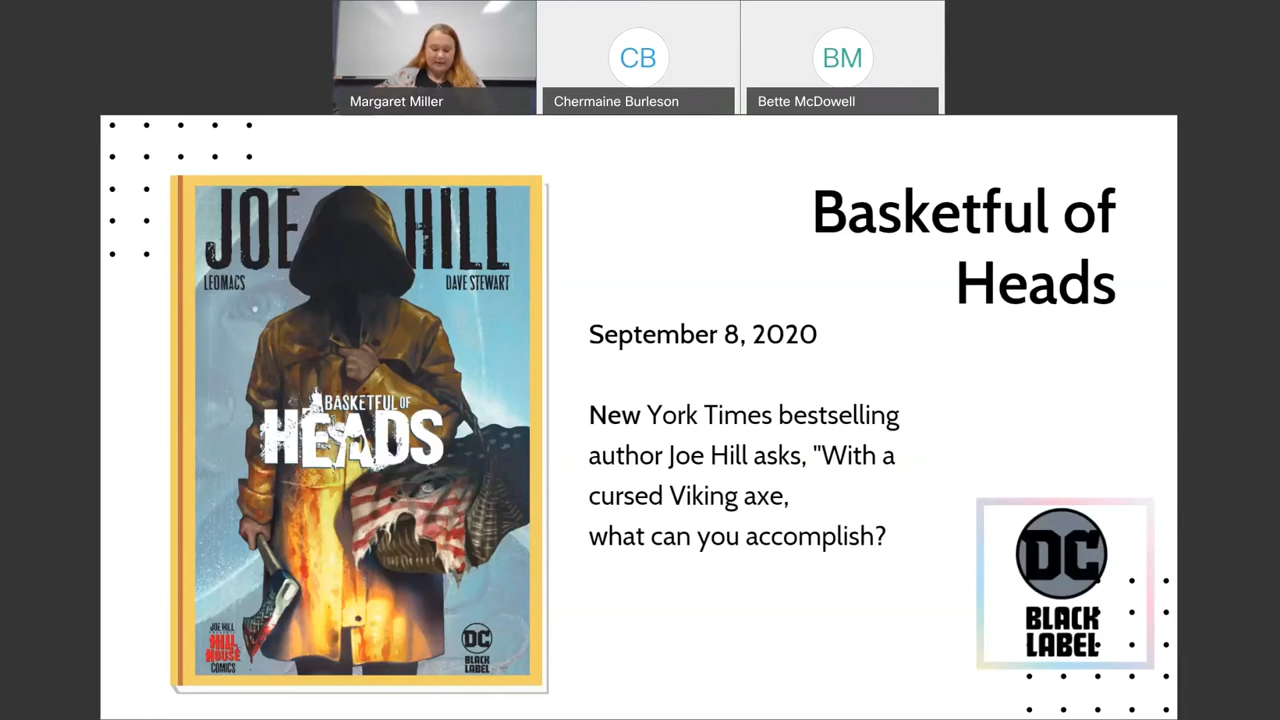 CB
BM
Margaret Miller
Chermaine Burleson
Bette McDowell
JOE HILL
LEOMACS
DAVE STEWART
BASKETFUL OF
HEADS
JOE HILL
HILL
HOUSE
COMICS
DC
BLACK
LABEL
Basketful of
Heads
September 8, 2020
New York Times bestselling
author Joe Hill asks, "With a
cursed Viking axe,
what can you accomplish?
DC
BLACK
LABEL